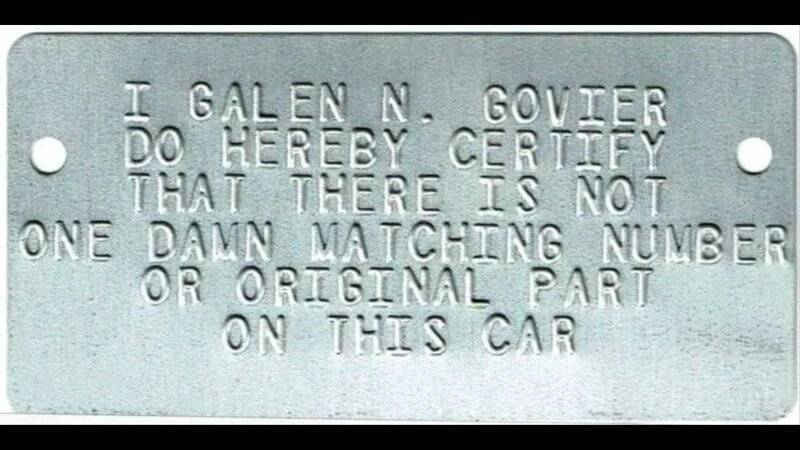 I GALEN N. GOVIER
DO HEREBY CERTIFY
THAT THERE IS NOT
ONE DAMN MATCHING NUMBER
OR ORIGINAL PART
ON THIS CAR